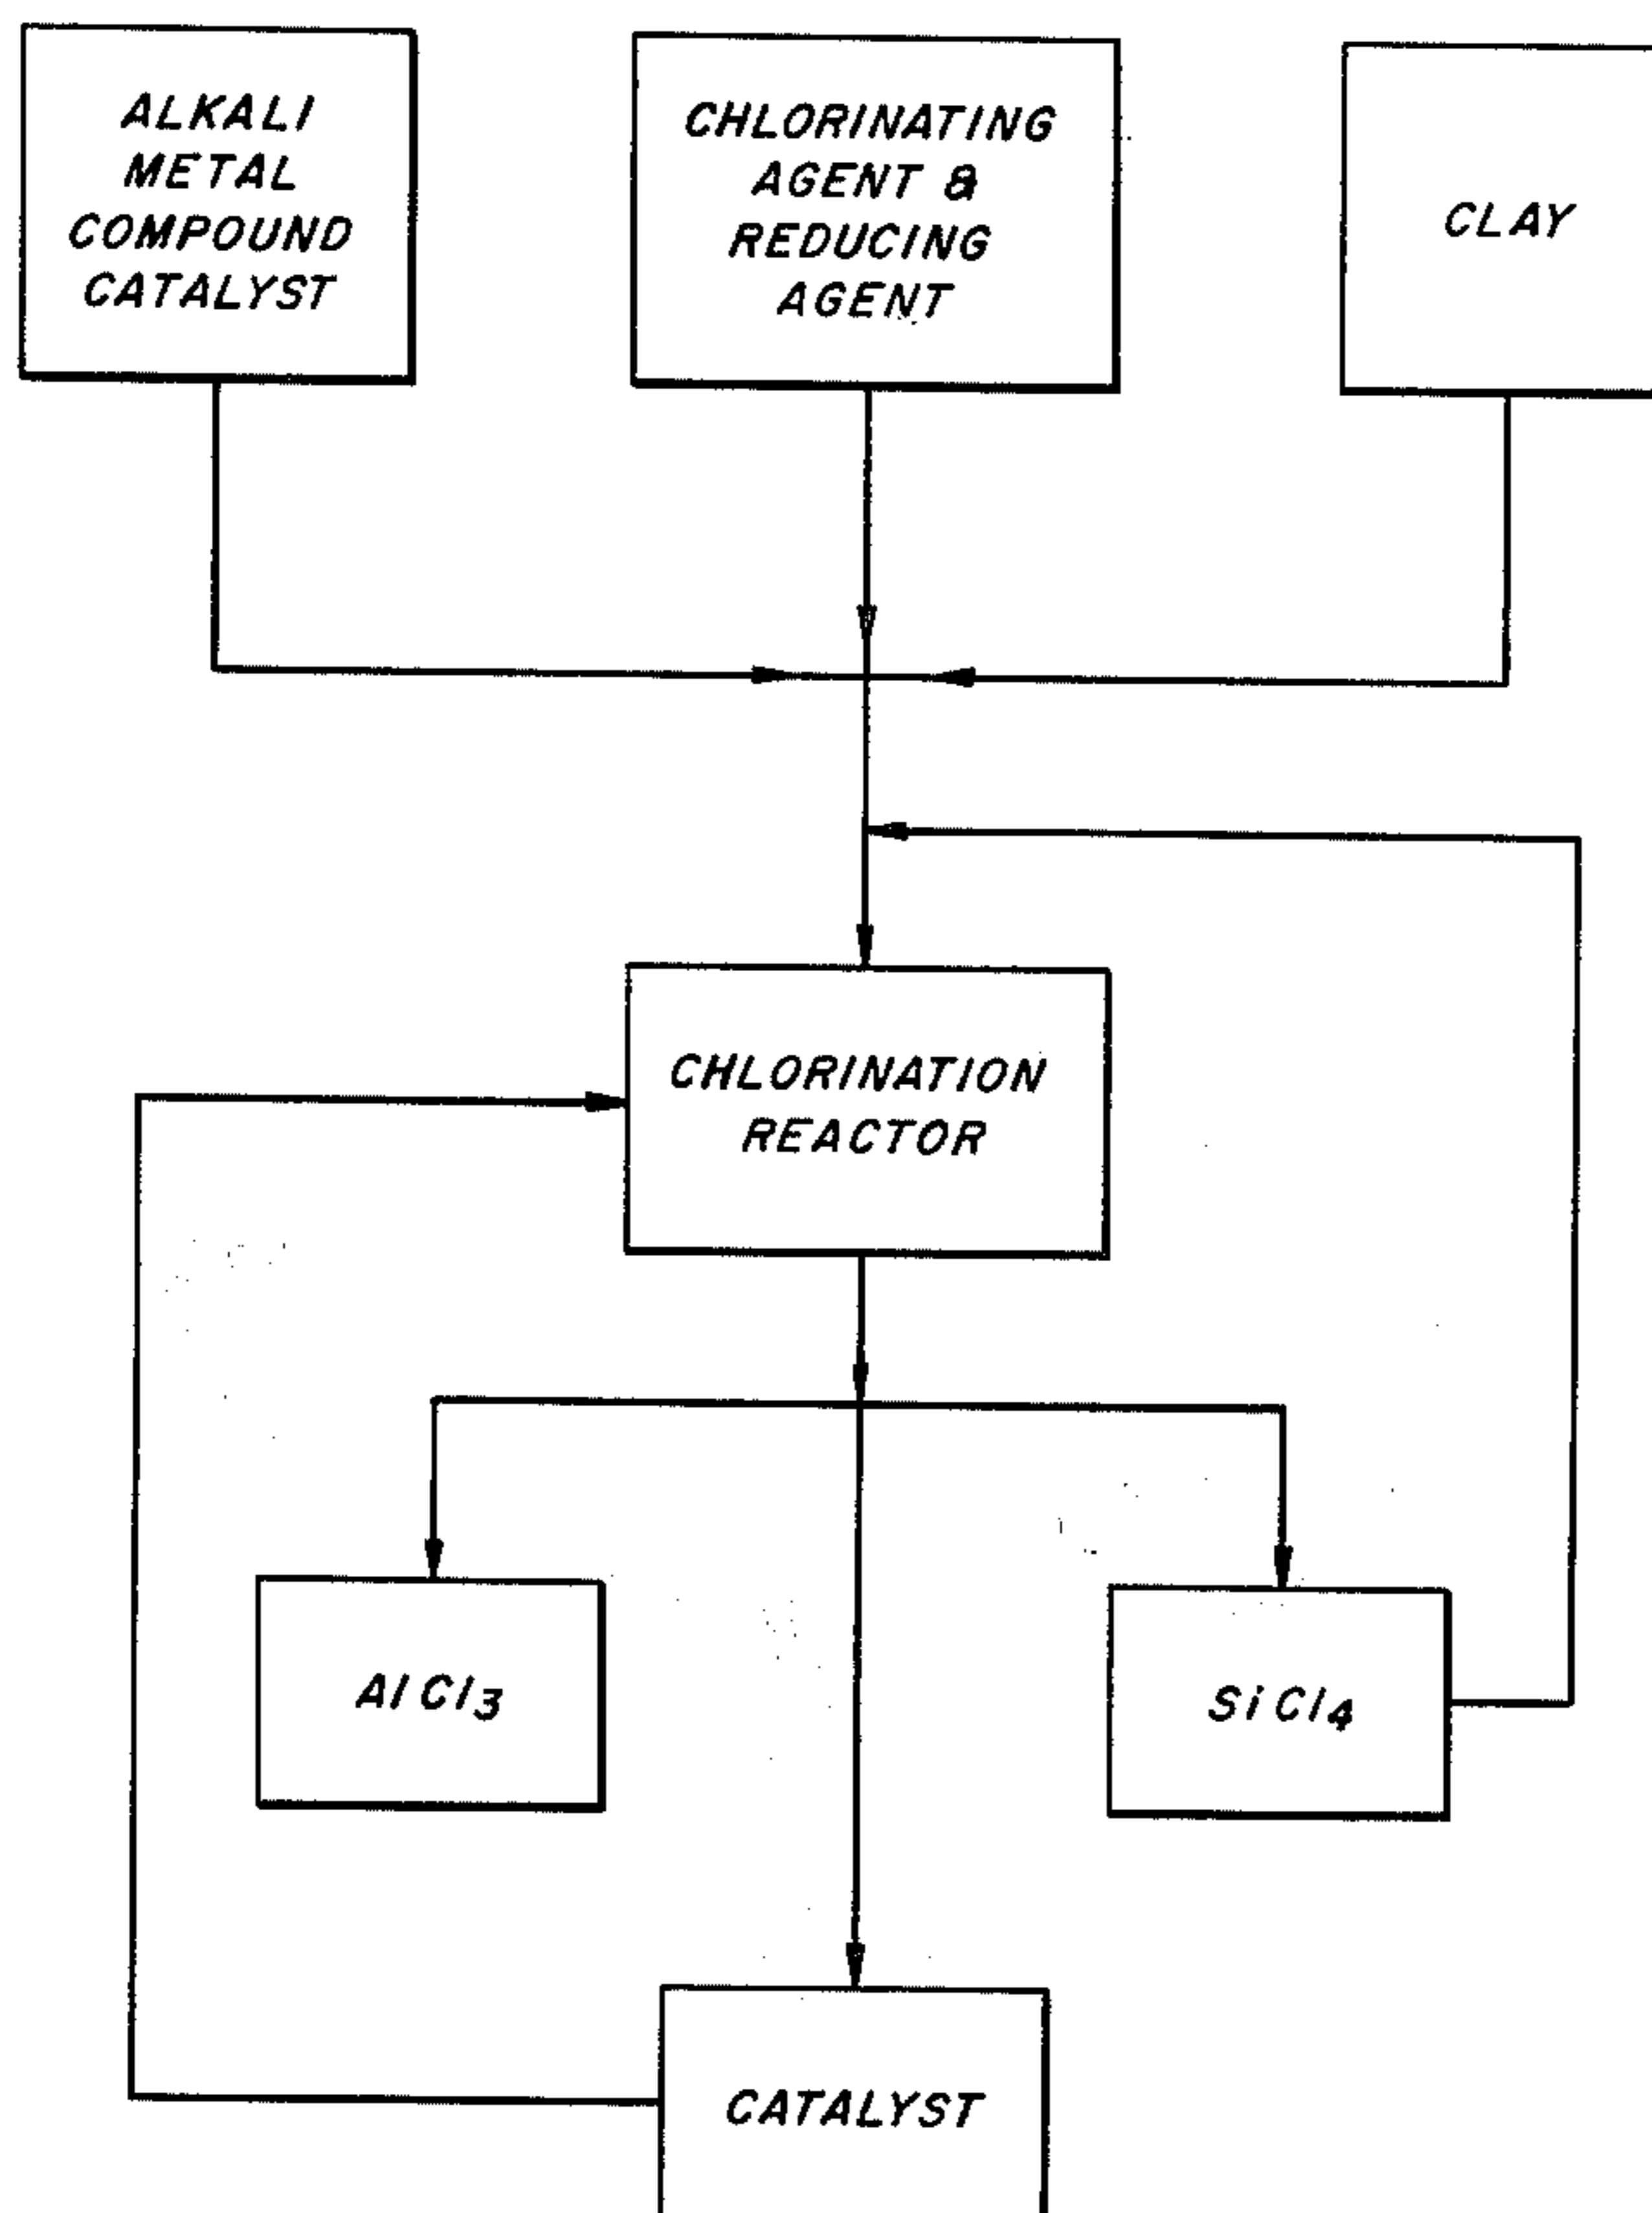 ALKALI
METAL
COMPOUND
CATALYST
CHLORINATING
AGENT &
REDUCING
AGENT
CLAY
CHLORINATION
REACTOR
AlCl₃
SiCl₄
CATALYST